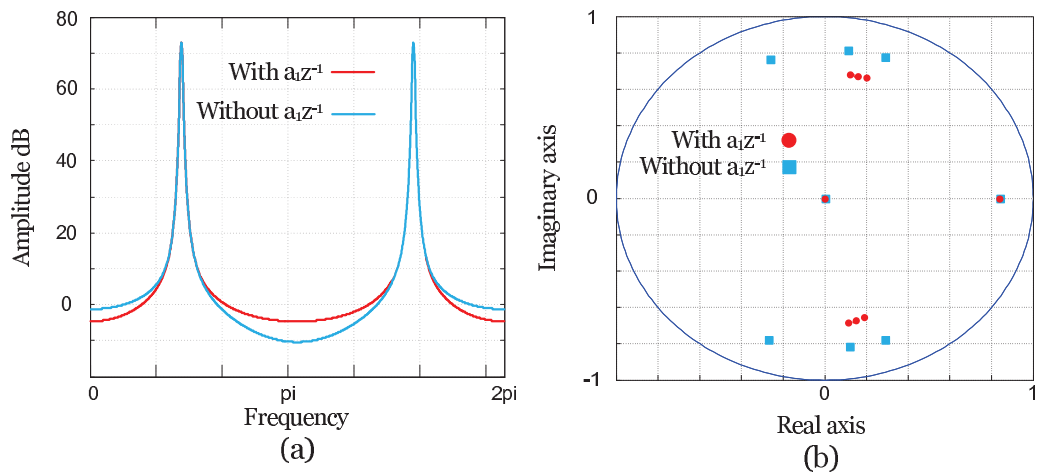 80
60
40
20
0
Amplitude dB
With a₁z⁻¹
Without a₁z⁻¹
0
pi
2pi
Frequency
(a)
1
0
-1
Imaginary axis
With a₁z⁻¹
Without a₁z⁻¹
0
1
Real axis
(b)